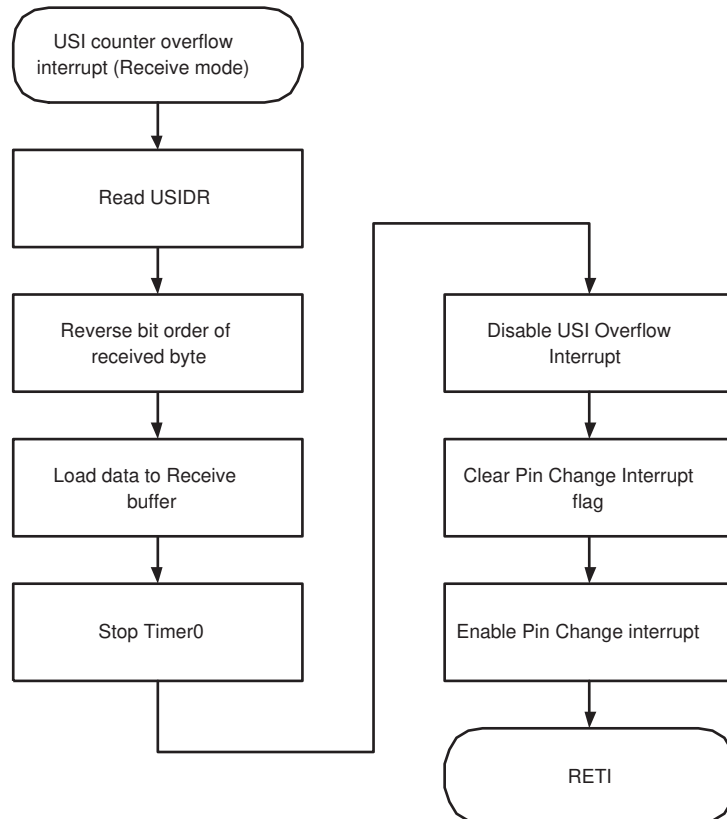 USI counter overflow
interrupt (Receive mode)
Read USIDR
Reverse bit order of
received byte
Load data to Receive
buffer
Stop Timer0
Disable USI Overflow
Interrupt
Clear Pin Change Interrupt
flag
Enable Pin Change interrupt
RETI